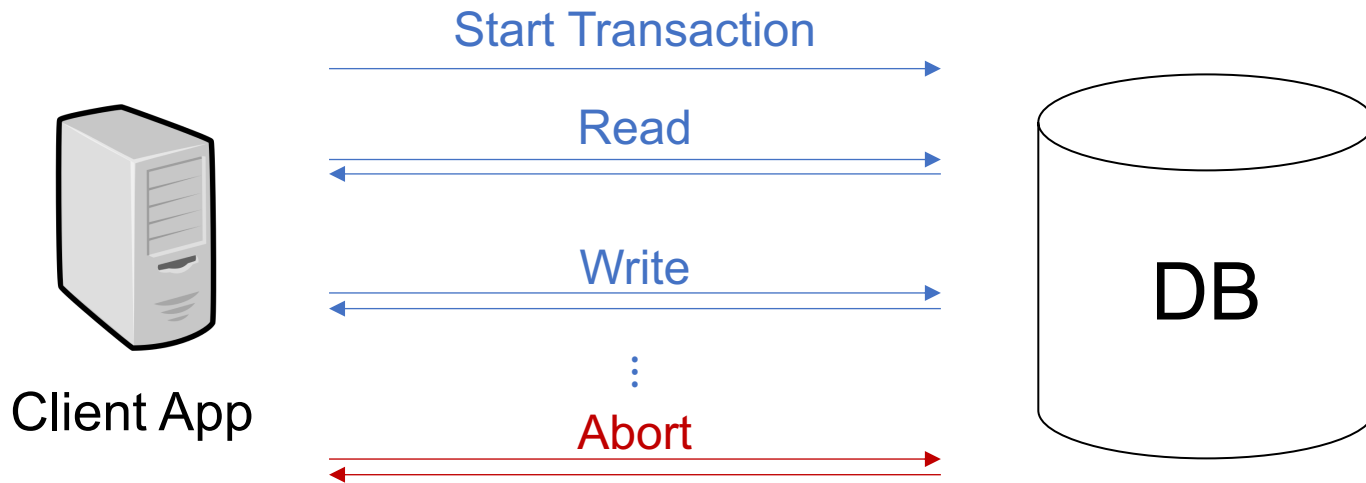 Start Transaction
Read
Write
⋮
Abort
Client App
DB